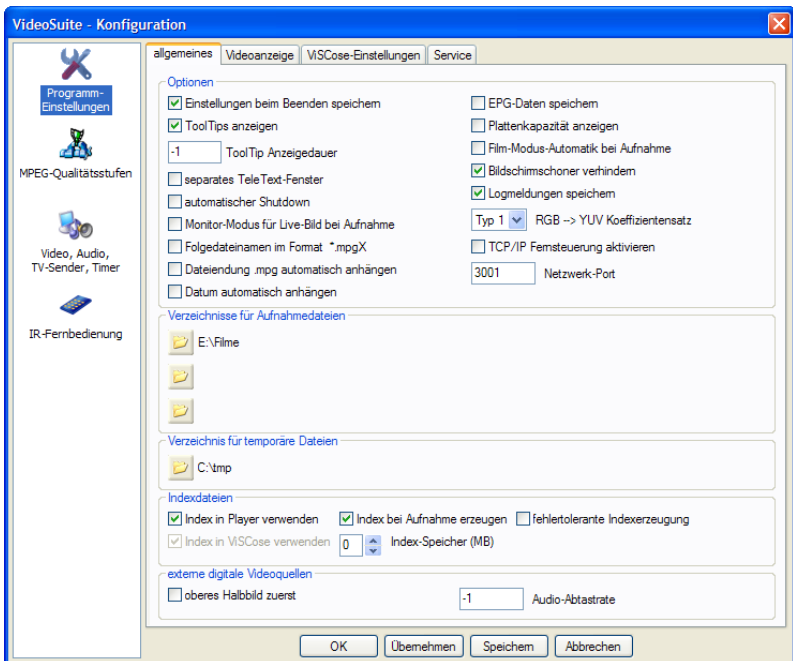 VideoSuite - Konfiguration
Programm-
Einstellungen
MPEG-Qualitätsstufen
Video, Audio,
TV-Sender, Timer
IR-Fernbedienung
allgemeines Videoanzeige ViSCose-Einstellungen Service
Optionen
Einstellungen beim Beenden speichern
ToolTips anzeigen
-1 ToolTip Anzeigedauer
separates TeleText-Fenster
automatischer Shutdown
Monitor-Modus für Live-Bild bei Aufnahme
Folgedateinamen im Format *.mpgX
Dateiendung .mpg automatisch anhängen
Datum automatisch anhängen
EPG-Daten speichern
Plattenkapazität anzeigen
Film-Modus-Automatik bei Aufnahme
Bildschirmschoner verhindern
Logmeldungen speichern
Typ 1 RGB --> YUV Koeffizientensatz
TCP/IP Fernsteuerung aktivieren
3001 Netzwerk-Port
Verzeichnisse für Aufnahmedateien
E:\Filme
Verzeichnis für temporäre Dateien
C:\tmp
Indexdateien
Index in Player verwenden Index bei Aufnahme erzeugen fehlertolerante Indexerzeugung
Index in ViSCose verwenden 0 Index-Speicher (MB)
externe digitale Videoquellen
oberes Halbbild zuerst -1 Audio-Abtastrate
OK Übernehmen Speichern Abbrechen